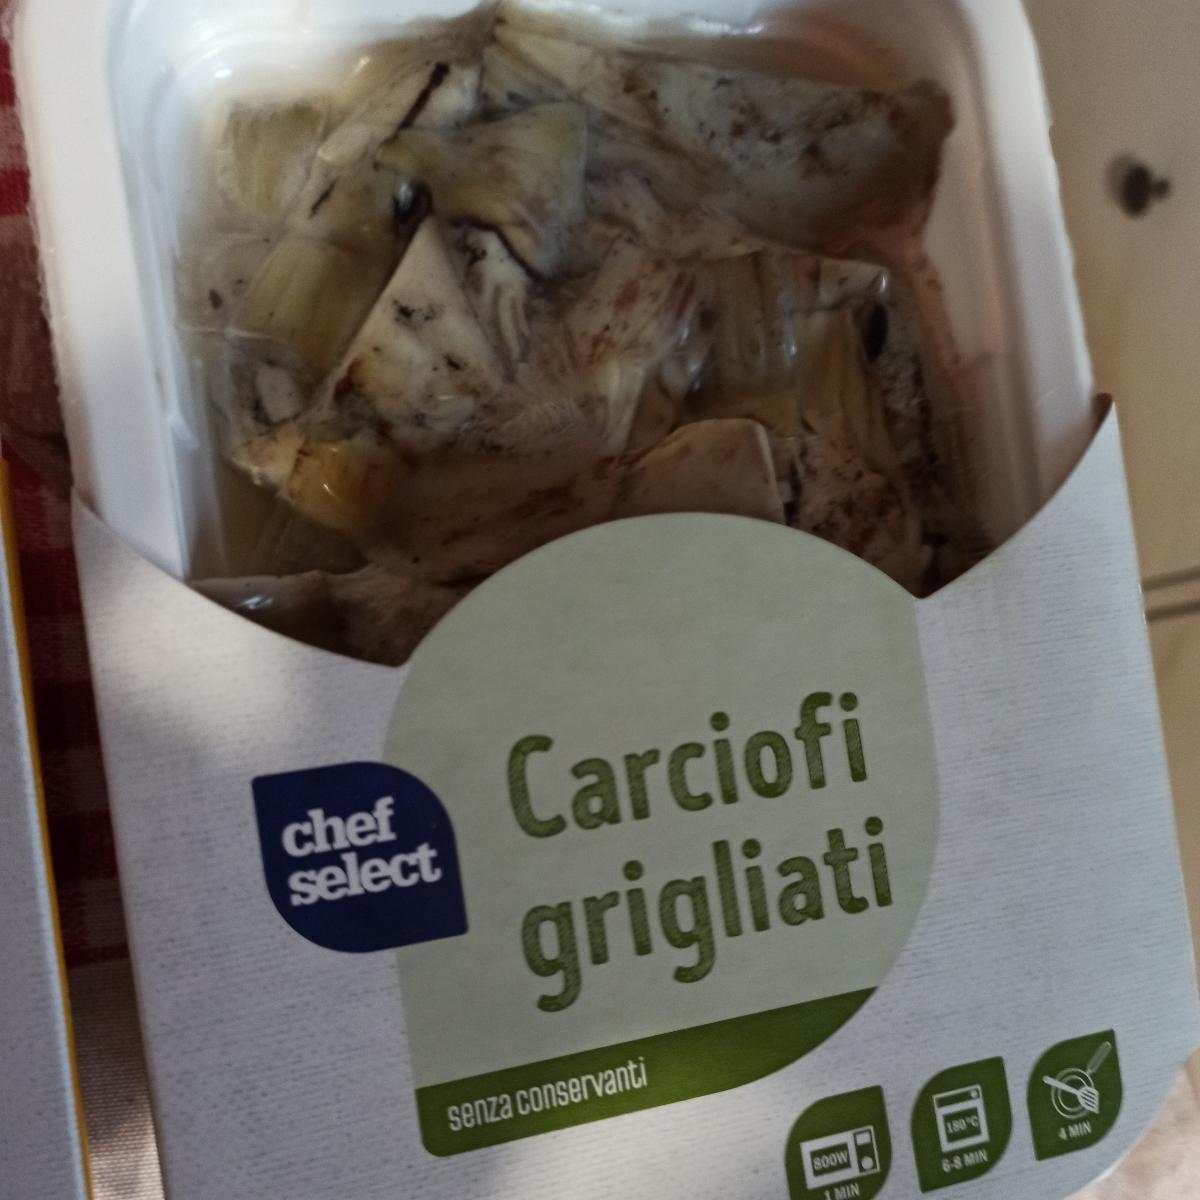 chef
select
Carciofi
grigliati
senza conservanti
800W
1 MIN
180°C
6-8 MIN
4 MIN